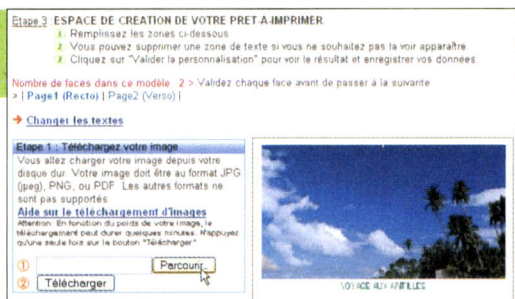 Etape 3 ESPACE DE CREATION DE VOTRE PRET-A-IMPRIMER
1 Remplissez les zones ci-dessous
2 Vous pouvez supprimer une zone de texte si vous ne souhaitez pas la voir apparaître
3 Cliquez sur "Valider la personnalisation" pour voir le résultat et enregistrer vos données
Nombre de faces dans ce modèle 2 > Validez chaque face avant de passer à la suivante
> | Page1 (Recto) | Page2 (Verso) |
Changer les textes
Etape 1 : Téléchargez votre image
Vous allez charger votre image depuis votre
disque dur. Votre image doit être au format JPG
(jpeg), PNG, ou PDF. Les autres formats ne
sont pas supportés
Aide sur le téléchargement d'images
Attention: En fonction du poids de votre image, le
téléchargement peut durer quelques minutes. N'appuyez
qu'une seule fois sur le bouton "Télécharger"
1 Parcourir...
2 Télécharger
VOYAGE AUX ANTILLES